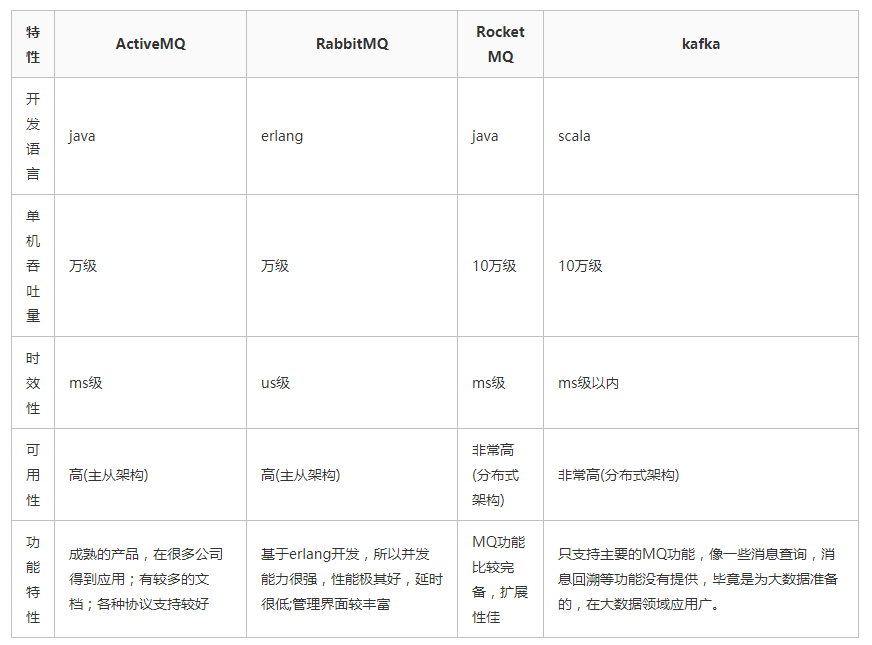 特
性
ActiveMQ
RabbitMQ
Rocket
MQ
kafka
开
发
语
言
java
erlang
java
scala
单
机
吞
吐
量
万级
万级
10万级
10万级
时
效
性
ms级
us级
ms级
ms级以内
可
用
性
高(主从架构)
高(主从架构)
非常高
(分布式
架构)
非常高(分布式架构)
功
能
特
性
成熟的产品，在很多公司
得到应用；有较多的文
档；各种协议支持较好
基于erlang开发，所以并发
能力很强，性能极其好，延时
很低;管理界面较丰富
MQ功能
比较完
备，扩展
性佳
只支持主要的MQ功能，像一些消息查询，消
息回溯等功能没有提供，毕竟是为大数据准备
的，在大数据领域应用广。